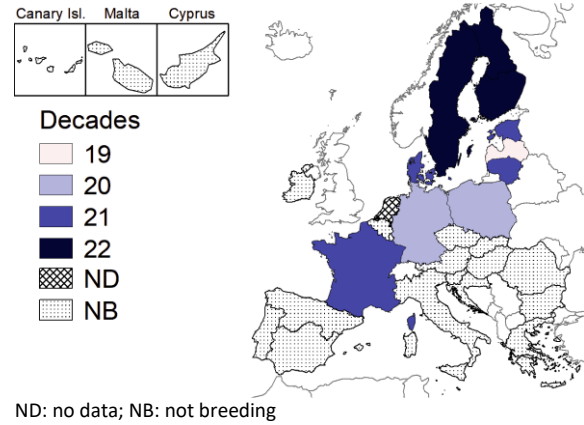 Canary Isl. Malta Cyprus
Decades
19
20
21
22
ND
NB
ND: no data; NB: not breeding